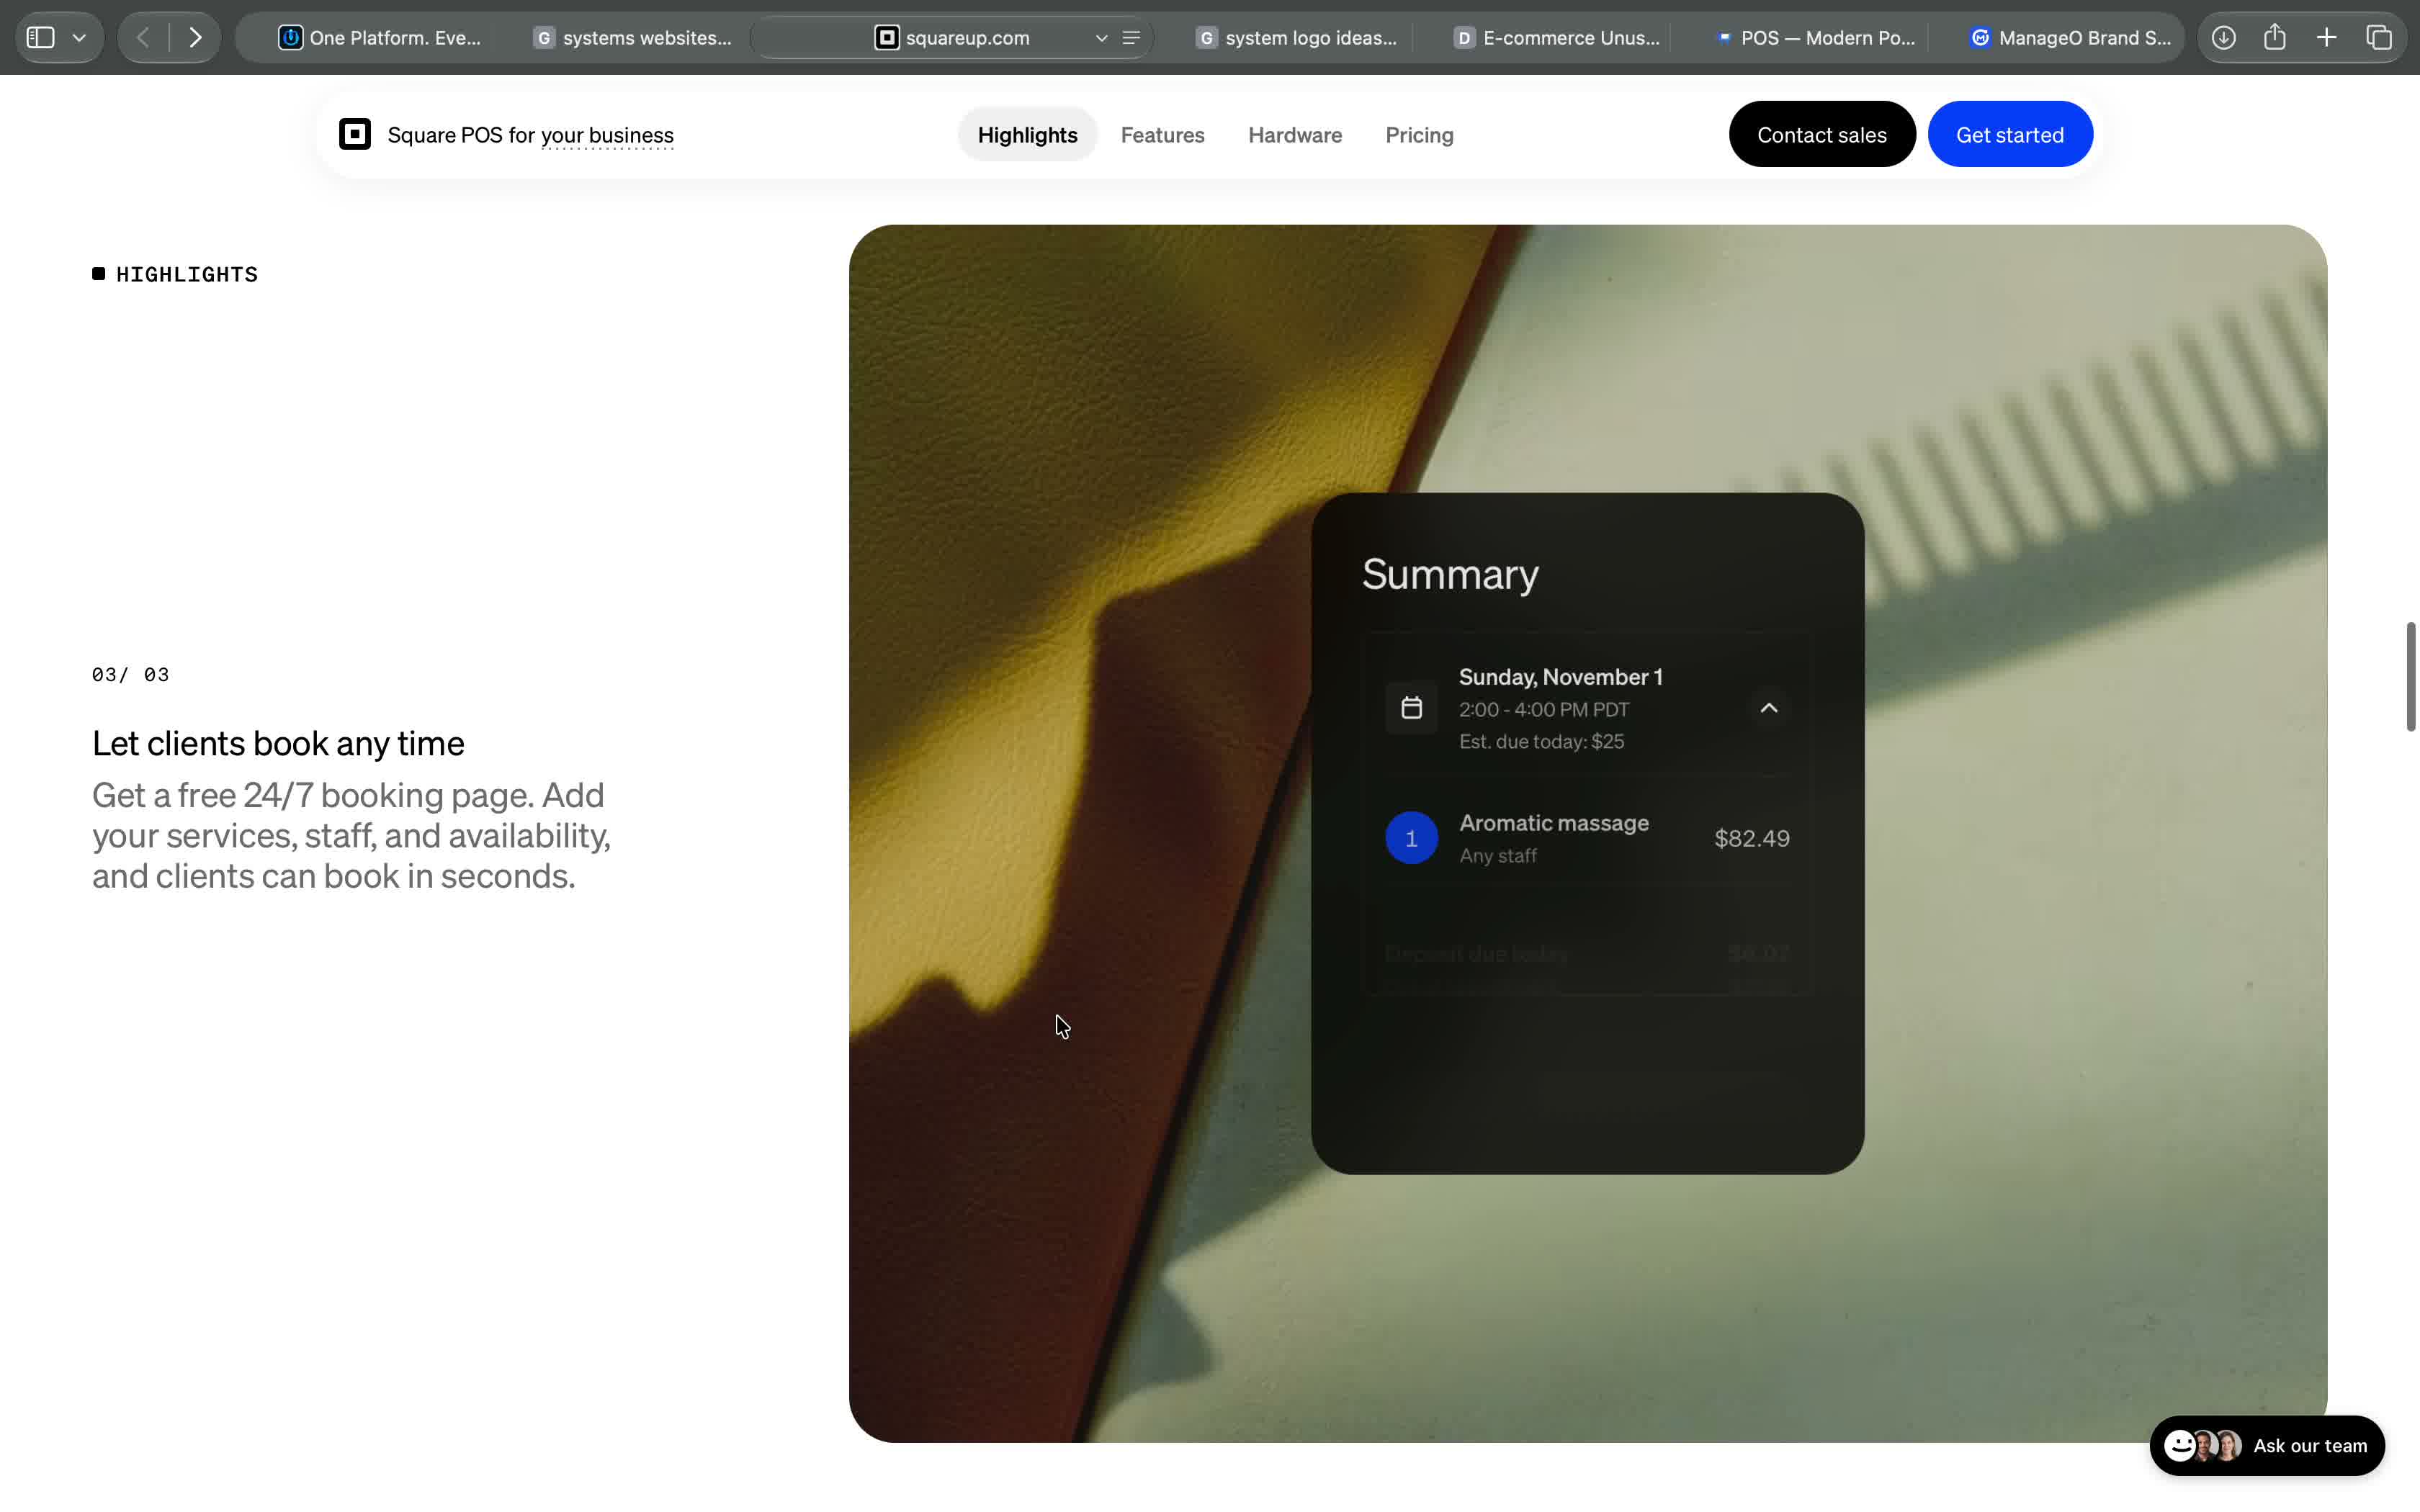 One Platform. Eve...
G systems websites...
squareup.com
G system logo ideas...
D E-commerce Unus...
POS — Modern Po...
ManageO Brand S...
Square POS for your business
Highlights
Features
Hardware
Pricing
Contact sales
Get started
HIGHLIGHTS
03/ 03
Let clients book any time
Get a free 24/7 booking page. Add
your services, staff, and availability,
and clients can book in seconds.
Summary
Sunday, November 1
2:00 - 4:00 PM PDT
Est. due today: $25
1 Aromatic massage $82.49
Any staff
Deposit due today
Ask our team